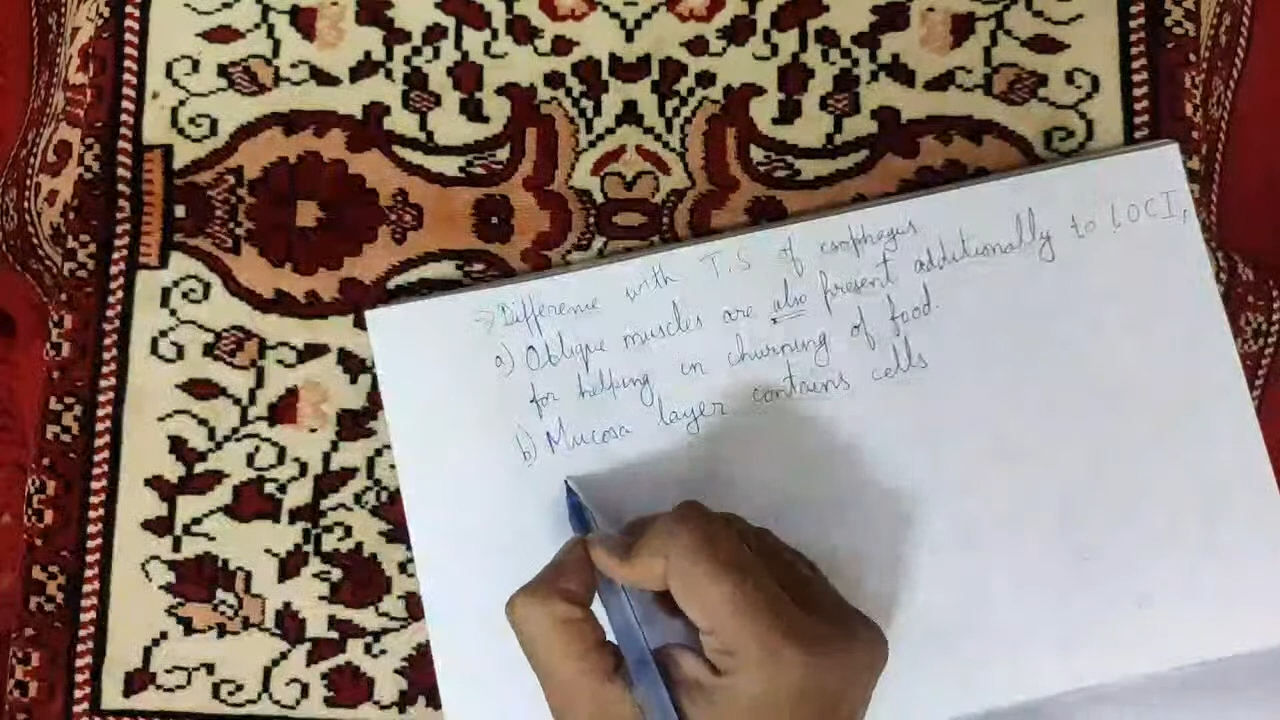 → Difference with T.S of esophagus
a) Oblique muscles are also present additionally to LOCI,
for helping in churning of food.
b) Mucosa layer contains cells